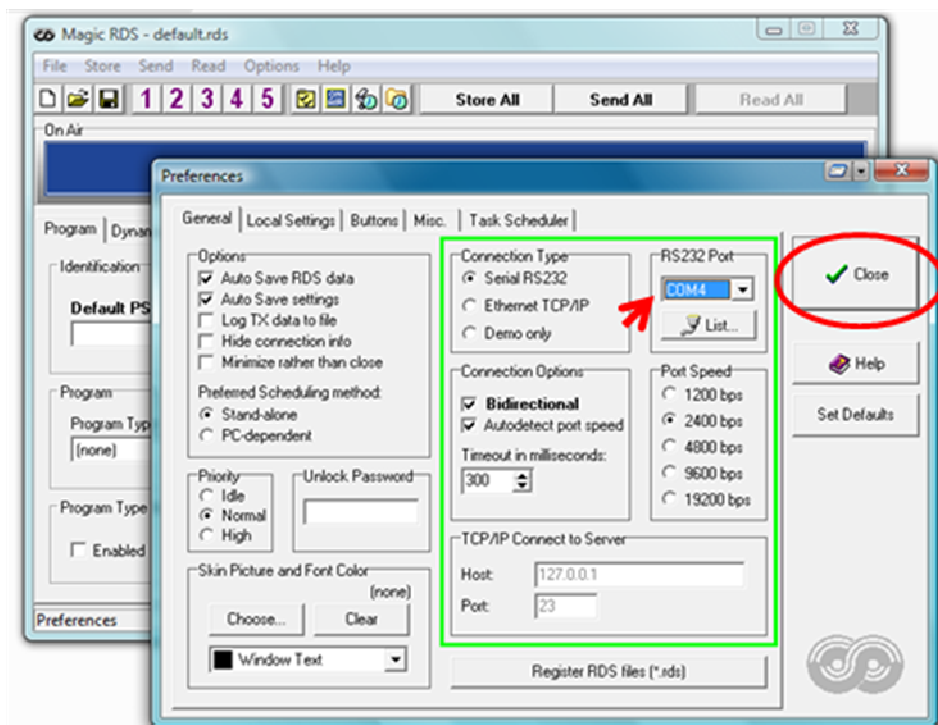 Magic RDS - default.rds
File Store Send Read Options Help
1 2 3 4 5 Store All Send All Read All
On Air
Program Dynan
Identification
Default PS
Program
Program Typ
(none)
Program Type
Enabled
Preferences
Preferences
General Local Settings Buttons Misc. Task Scheduler
Options
Auto Save RDS data
Auto Save settings
Log TX data to file
Hide connection info
Minimize rather than close
Preferred Scheduling method:
Stand-alone
PC-dependent
Priority
Idle
Normal
High
Unlock Password
Skin Picture and Font Color
(none)
Choose... Clear
Window Text
Connection Type
Serial RS232
Ethernet TCP/IP
Demo only
RS232 Port
COM4
List...
Connection Options
Bidirectional
Autodetect port speed
Timeout in milliseconds:
300
Port Speed
1200 bps
2400 bps
4800 bps
9600 bps
19200 bps
TCP/IP Connect to Server
Host: 127.0.0.1
Port: 23
Register RDS files (*.rds)
Close
Help
Set Defaults